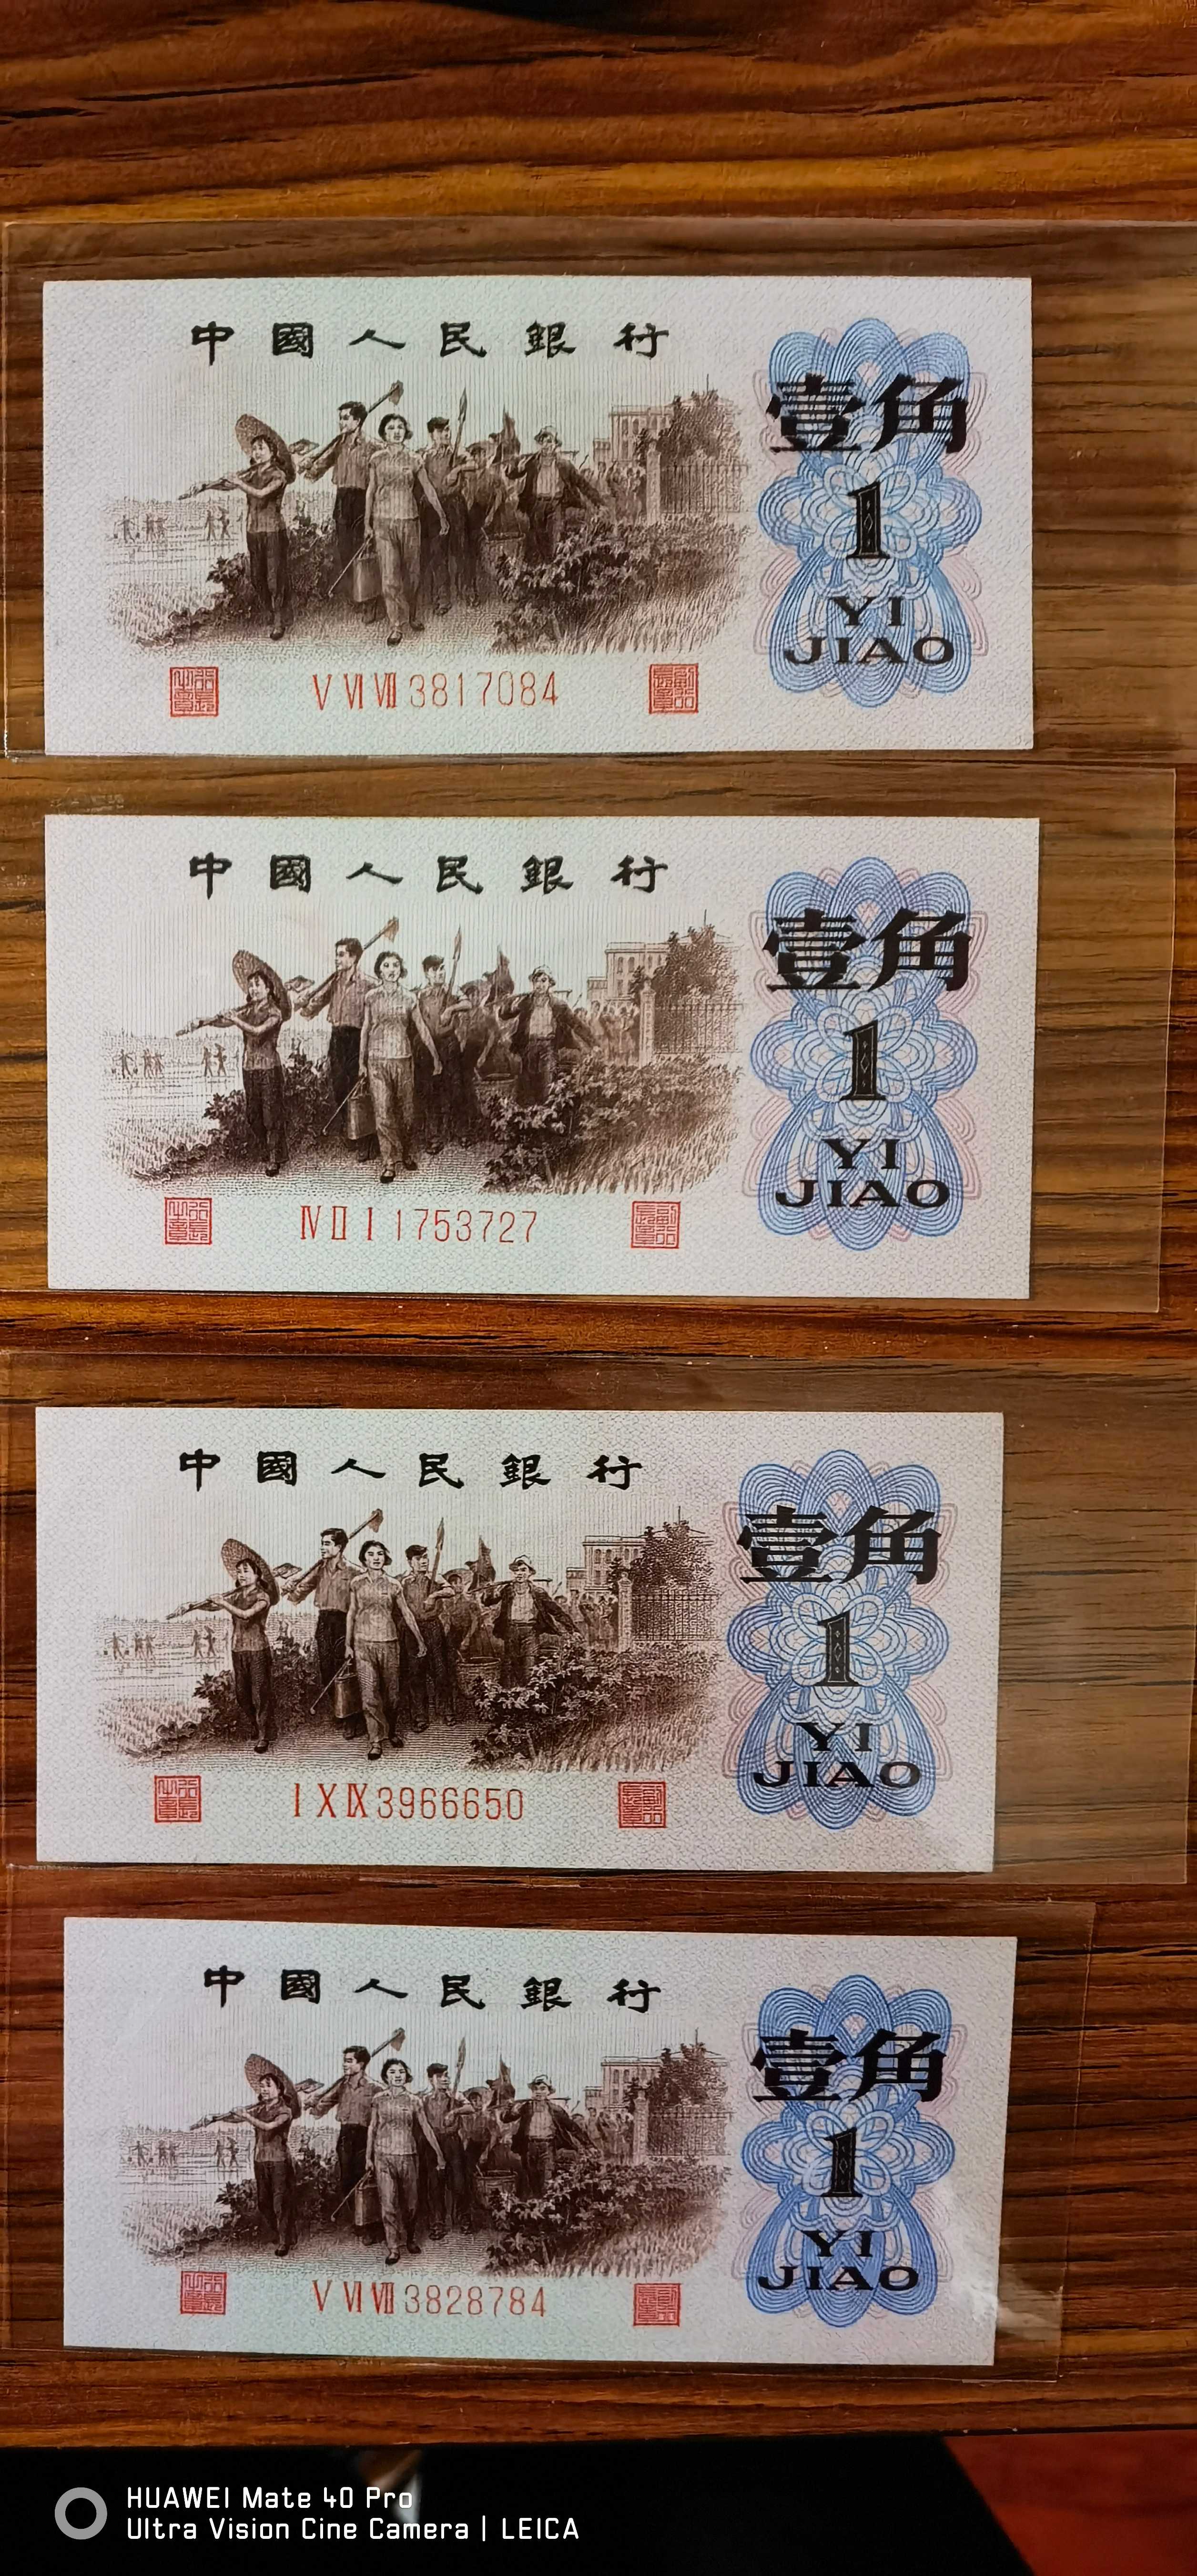 中國人民銀行
壹角
1
YI
JIAO
Ⅴ Ⅵ Ⅶ 3817084
中國人民銀行
壹角
1
YI
JIAO
Ⅳ Ⅱ Ⅰ 1753727
中國人民銀行
壹角
1
YI
JIAO
Ⅰ Ⅹ Ⅸ 3966650
中國人民銀行
壹角
1
YI
JIAO
Ⅴ Ⅵ Ⅶ 3828784
HUAWEI Mate 40 Pro
Ultra Vision Cine Camera | LEICA